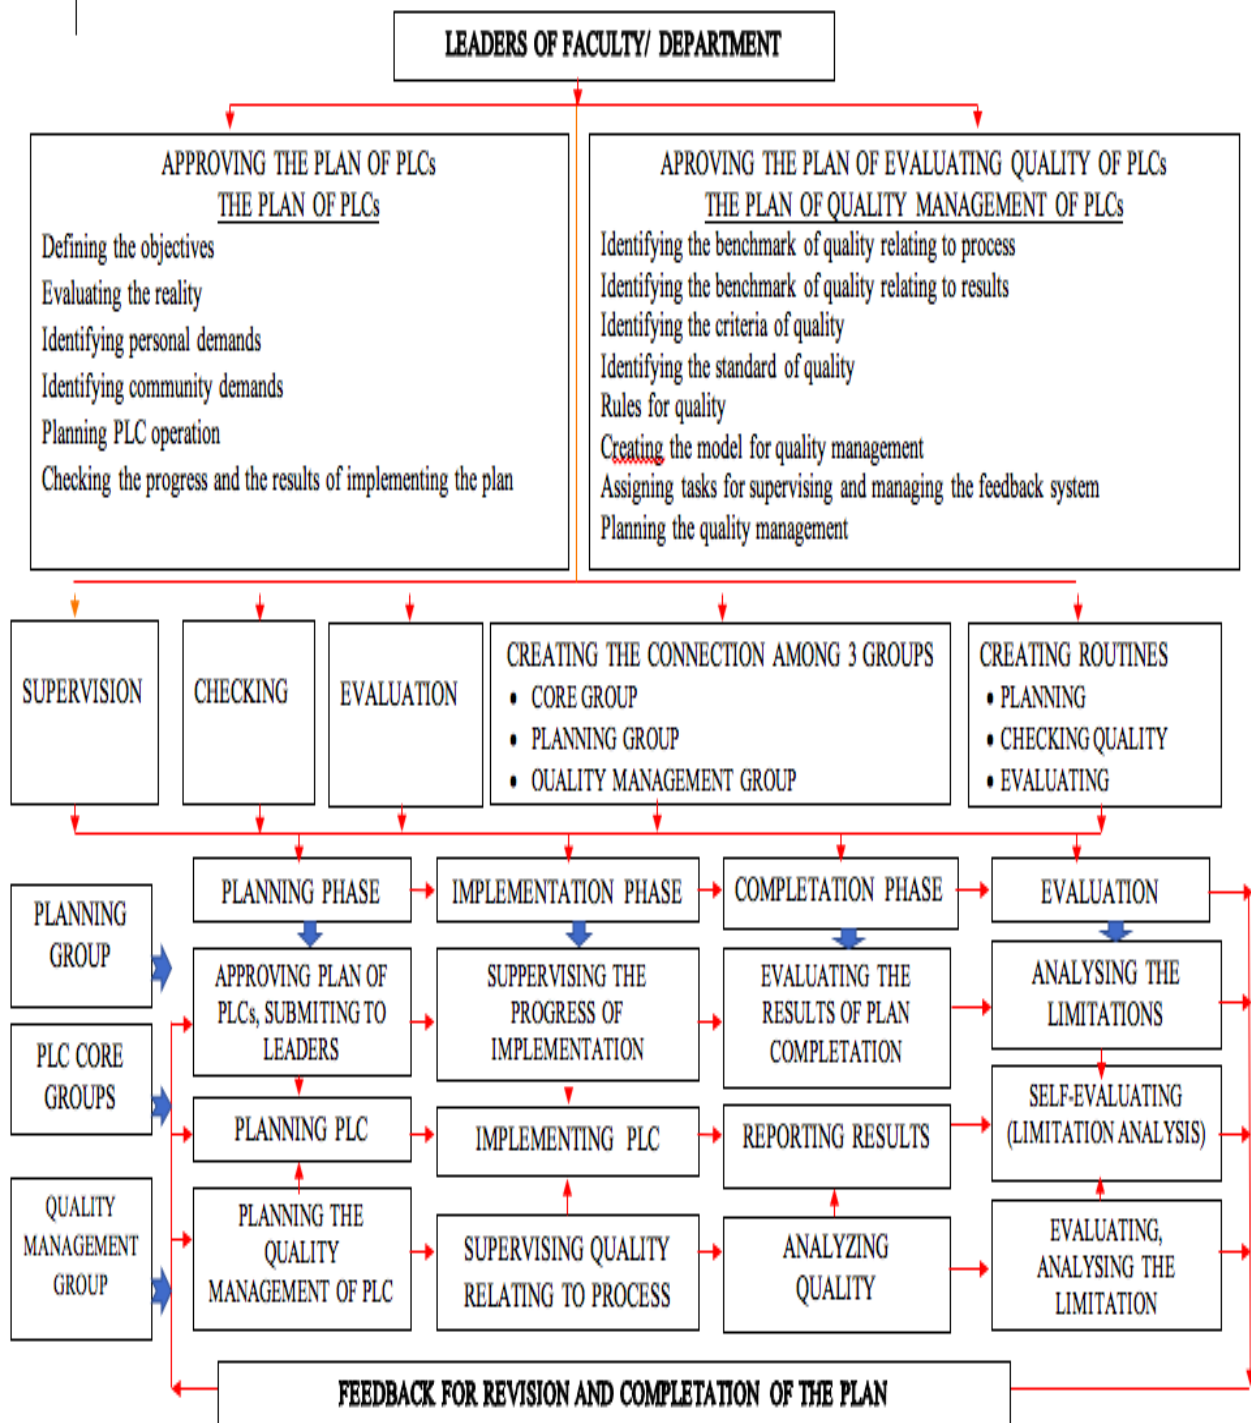 LEADERS OF FACULTY/ DEPARTMENT
APPROVING THE PLAN OF PLCs
THE PLAN OF PLCs
Defining the objectives
Evaluating the reality
Identifying personal demands
Identifying community demands
Planning PLC operation
Checking the progress and the results of implementing the plan
APROVING THE PLAN OF EVALUATING QUALITY OF PLCs
THE PLAN OF QUALITY MANAGEMENT OF PLCs
Identifying the benchmark of quality relating to process
Identifying the benchmark of quality relating to results
Identifying the criteria of quality
Identifying the standard of quality
Rules for quality
Creating the model for quality management
Assigning tasks for supervising and managing the feedback system
Planning the quality management
SUPERVISION
CHECKING
EVALUATION
CREATING THE CONNECTION AMONG 3 GROUPS
• CORE GROUP
• PLANNING GROUP
• OUALITY MANAGEMENT GROUP
CREATING ROUTINES
• PLANNING
• CHECKING QUALITY
• EVALUATING
PLANNING PHASE
IMPLEMENTATION PHASE
COMPLETATION PHASE
EVALUATION
PLANNING
GROUP
APPROVING PLAN OF
PLCs, SUBMITING TO
LEADERS
SUPPERVISING THE
PROGRESS OF
IMPLEMENTATION
EVALUATING THE
RESULTS OF PLAN
COMPLETATION
ANALYSING THE
LIMITATIONS
PLC CORE
GROUPS
PLANNING PLC
IMPLEMENTING PLC
REPORTING RESULTS
SELF-EVALUATING
(LIMITATION ANALYSIS)
QUALITY
MANAGEMENT
GROUP
PLANNING THE
QUALITY
MANAGEMENT OF PLC
SUPERVISING QUALITY
RELATING TO PROCESS
ANALYZING
QUALITY
EVALUATING,
ANALYSING THE
LIMITATION
FEEDBACK FOR REVISION AND COMPLETATION OF THE PLAN